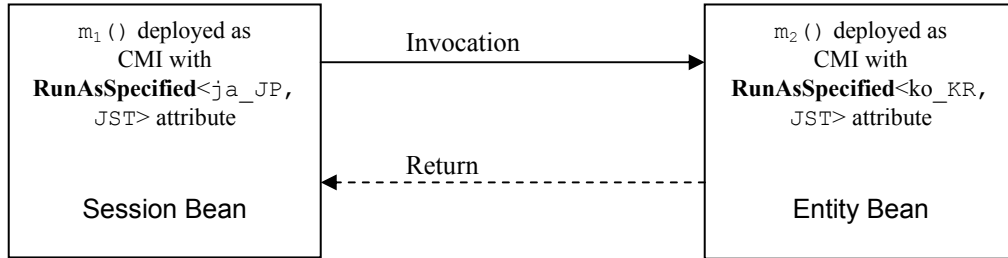 m1() deployed as
CMI with
RunAsSpecified<ja_JP,
JST> attribute
Session Bean
Invocation
Return
m2() deployed as
CMI with
RunAsSpecified<ko_KR,
JST> attribute
Entity Bean